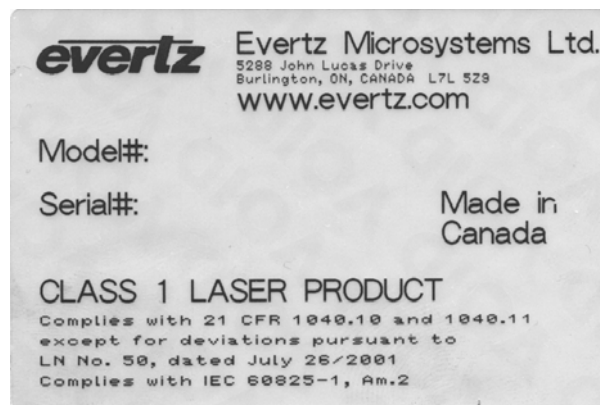 evertz
Evertz Microsystems Ltd.
5288 John Lucas Drive
Burlington, ON, CANADA L7L 5Z9
www.evertz.com
Model#:
Serial#:
Made in
Canada
CLASS 1 LASER PRODUCT
Complies with 21 CFR 1040.10 and 1040.11
except for deviations pursuant to
LN No. 50, dated July 26/2001
Complies with IEC 60825-1, Am.2